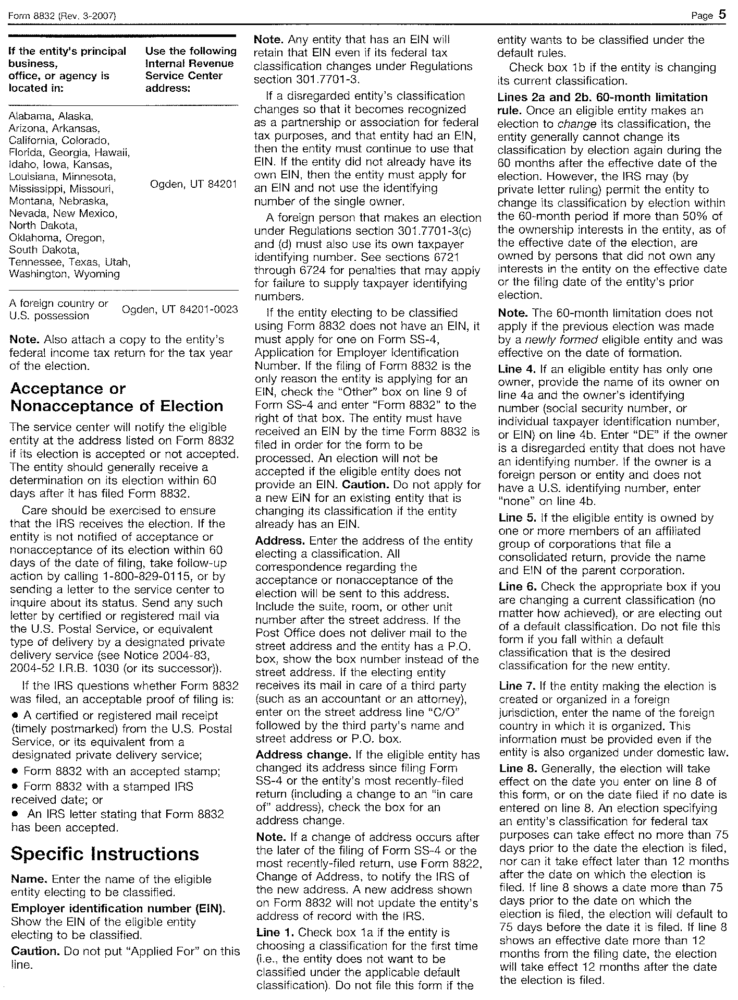 Form 8832 (Rev. 3-2007)
Page 5
If the entity's principal
business,
office, or agency is
located in:
Use the following
Internal Revenue
Service Center
address:
Alabama, Alaska,
Arizona, Arkansas,
California, Colorado,
Florida, Georgia, Hawaii,
Idaho, Iowa, Kansas,
Louisiana, Minnesota,
Mississippi, Missouri,
Montana, Nebraska,
Nevada, New Mexico,
North Dakota,
Oklahoma, Oregon,
South Dakota,
Tennessee, Texas, Utah,
Washington, Wyoming
Ogden, UT 84201
A foreign country or
U.S. possession
Ogden, UT 84201-0023
Note. Also attach a copy to the entity's
federal income tax return for the tax year
of the election.
Acceptance or
Nonacceptance of Election
The service center will notify the eligible
entity at the address listed on Form 8832
if its election is accepted or not accepted.
The entity should generally receive a
determination on its election within 60
days after it has filed Form 8832.
Care should be exercised to ensure
that the IRS receives the election. If the
entity is not notified of acceptance or
nonacceptance of its election within 60
days of the date of filing, take follow-up
action by calling 1-800-829-0115, or by
sending a letter to the service center to
inquire about its status. Send any such
letter by certified or registered mail via
the U.S. Postal Service, or equivalent
type of delivery by a designated private
delivery service (see Notice 2004-83,
2004-52 I.R.B. 1030 (or its successor)).
If the IRS questions whether Form 8832
was filed, an acceptable proof of filing is:
● A certified or registered mail receipt
(timely postmarked) from the U.S. Postal
Service, or its equivalent from a
designated private delivery service;
● Form 8832 with an accepted stamp;
● Form 8832 with a stamped IRS
received date; or
● An IRS letter stating that Form 8832
has been accepted.
Specific Instructions
Name. Enter the name of the eligible
entity electing to be classified.
Employer identification number (EIN).
Show the EIN of the eligible entity
electing to be classified.
Caution. Do not put “Applied For” on this
line.
Note. Any entity that has an EIN will
retain that EIN even if its federal tax
classification changes under Regulations
section 301.7701-3.
If a disregarded entity's classification
changes so that it becomes recognized
as a partnership or association for federal
tax purposes, and that entity had an EIN,
then the entity must continue to use that
EIN. If the entity did not already have its
own EIN, then the entity must apply for
an EIN and not use the identifying
number of the single owner.
A foreign person that makes an election
under Regulations section 301.7701-3(c)
and (d) must also use its own taxpayer
identifying number. See sections 6721
through 6724 for penalties that may apply
for failure to supply taxpayer identifying
numbers.
If the entity electing to be classified
using Form 8832 does not have an EIN, it
must apply for one on Form SS-4,
Application for Employer Identification
Number. If the filing of Form 8832 is the
only reason the entity is applying for an
EIN, check the “Other” box on line 9 of
Form SS-4 and enter “Form 8832” to the
right of that box. The entity must have
received an EIN by the time Form 8832 is
filed in order for the form to be
processed. An election will not be
accepted if the eligible entity does not
provide an EIN. Caution. Do not apply for
a new EIN for an existing entity that is
changing its classification if the entity
already has an EIN.
Address. Enter the address of the entity
electing a classification. All
correspondence regarding the
acceptance or nonacceptance of the
election will be sent to this address.
Include the suite, room, or other unit
number after the street address. If the
Post Office does not deliver mail to the
street address and the entity has a P.O.
box, show the box number instead of the
street address. If the electing entity
receives its mail in care of a third party
(such as an accountant or an attorney),
enter on the street address line “C/O”
followed by the third party's name and
street address or P.O. box.
Address change. If the eligible entity has
changed its address since filing Form
SS-4 or the entity's most recently-filed
return (including a change to an “in care
of” address), check the box for an
address change.
Note. If a change of address occurs after
the later of the filing of Form SS-4 or the
most recently-filed return, use Form 8822,
Change of Address, to notify the IRS of
the new address. A new address shown
on Form 8832 will not update the entity's
address of record with the IRS.
Line 1. Check box 1a if the entity is
choosing a classification for the first time
(i.e., the entity does not want to be
classified under the applicable default
classification). Do not file this form if the
entity wants to be classified under the
default rules.
Check box 1b if the entity is changing
its current classification.
Lines 2a and 2b. 60-month limitation
rule. Once an eligible entity makes an
election to change its classification, the
entity generally cannot change its
classification by election again during the
60 months after the effective date of the
election. However, the IRS may (by
private letter ruling) permit the entity to
change its classification by election within
the 60-month period if more than 50% of
the ownership interests in the entity, as of
the effective date of the election, are
owned by persons that did not own any
interests in the entity on the effective date
or the filing date of the entity's prior
election.
Note. The 60-month limitation does not
apply if the previous election was made
by a newly formed eligible entity and was
effective on the date of formation.
Line 4. If an eligible entity has only one
owner, provide the name of its owner on
line 4a and the owner's identifying
number (social security number, or
individual taxpayer identification number,
or EIN) on line 4b. Enter “DE” if the owner
is a disregarded entity that does not have
an identifying number. If the owner is a
foreign person or entity and does not
have a U.S. identifying number, enter
“none” on line 4b.
Line 5. If the eligible entity is owned by
one or more members of an affiliated
group of corporations that file a
consolidated return, provide the name
and EIN of the parent corporation.
Line 6. Check the appropriate box if you
are changing a current classification (no
matter how achieved), or are electing out
of a default classification. Do not file this
form if you fall within a default
classification that is the desired
classification for the new entity.
Line 7. If the entity making the election is
created or organized in a foreign
jurisdiction, enter the name of the foreign
country in which it is organized. This
information must be provided even if the
entity is also organized under domestic law.
Line 8. Generally, the election will take
effect on the date you enter on line 8 of
this form, or on the date filed if no date is
entered on line 8. An election specifying
an entity's classification for federal tax
purposes can take effect no more than 75
days prior to the date the election is filed,
nor can it take effect later than 12 months
after the date on which the election is
filed. If line 8 shows a date more than 75
days prior to the date on which the
election is filed, the election will default to
75 days before the date it is filed. If line 8
shows an effective date more than 12
months from the filing date, the election
will take effect 12 months after the date
the election is filed.